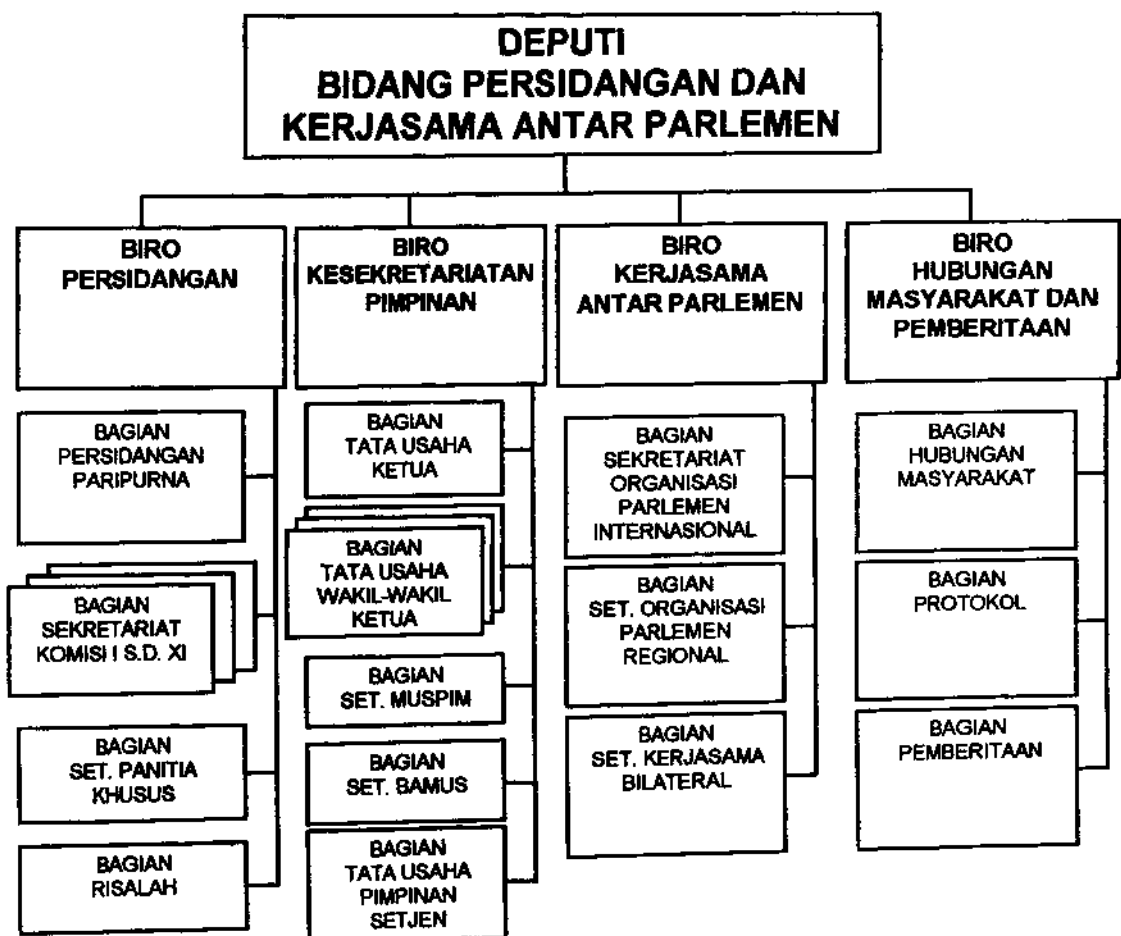 DEPUTI
BIDANG PERSIDANGAN DAN
KERJASAMA ANTAR PARLEMEN
BIRO
PERSIDANGAN
BAGIAN
PERSIDANGAN
PARIPURNA
BAGIAN
SEKRETARIAT
KOMISI I S.D. XI
BAGIAN
SET. PANITIA
KHUSUS
BAGIAN
RISALAH
BIRO
KESEKRETARIATAN
PIMPINAN
BAGIAN
TATA USAHA
KETUA
BAGIAN
TATA USAHA
WAKIL-WAKIL
KETUA
BAGIAN
SET. MUSPIM
BAGIAN
SET. BAMUS
BAGIAN
TATA USAHA
PIMPINAN
SETJEN
BIRO
KERJASAMA
ANTAR PARLEMEN
BAGIAN
SEKRETARIAT
ORGANISASI
PARLEMEN
INTERNASIONAL
BAGIAN
SET. ORGANISASI
PARLEMEN
REGIONAL
BAGIAN
SET. KERJASAMA
BILATERAL
BIRO
HUBUNGAN
MASYARAKAT DAN
PEMBERITAAN
BAGIAN
HUBUNGAN
MASYARAKAT
BAGIAN
PROTOKOL
BAGIAN
PEMBERITAAN